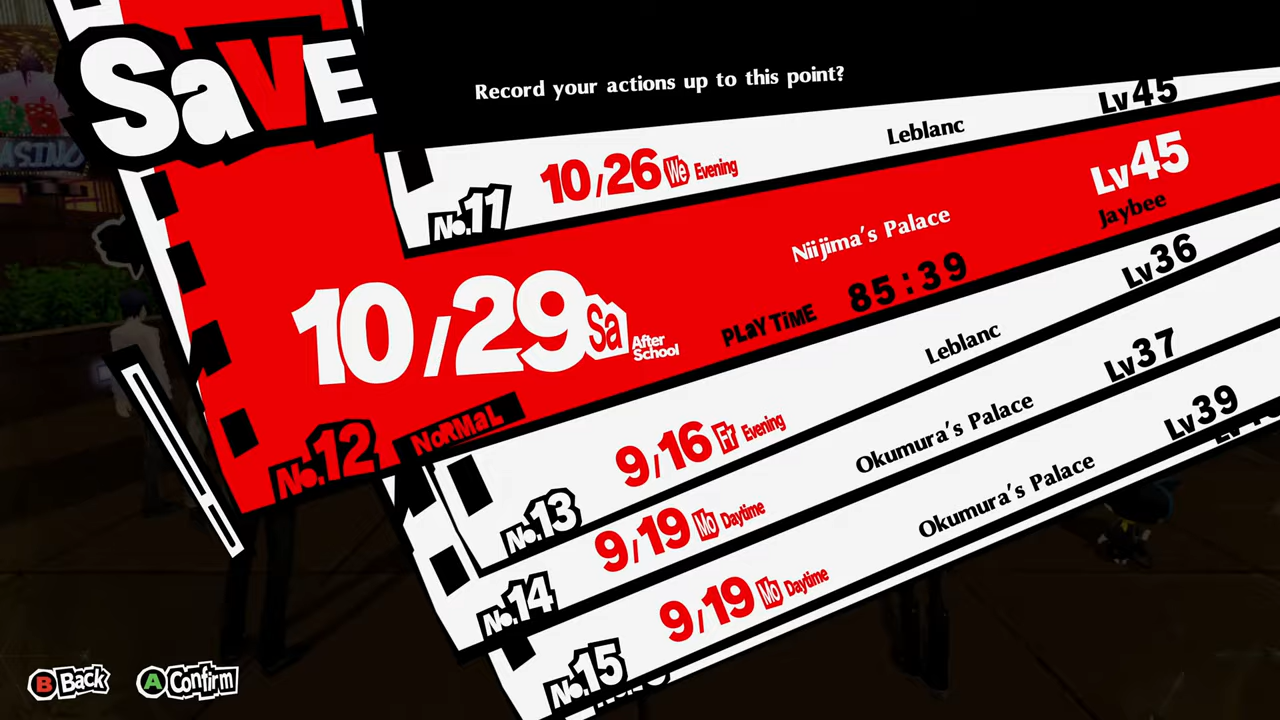 SaVE
Record your actions up to this point?
ASINO
No.11 10/26 We Evening Leblanc Lv45
No.12 10/29 Sa After School Niijima's Palace Lv45
NoRMaL PLaY TiME 85:39 Jaybee
No.13 9/16 Fr Evening Leblanc Lv36
No.14 9/19 Mo Daytime Okumura's Palace Lv37
No.15 9/19 Mo Daytime Okumura's Palace Lv39
B Back A Confirm